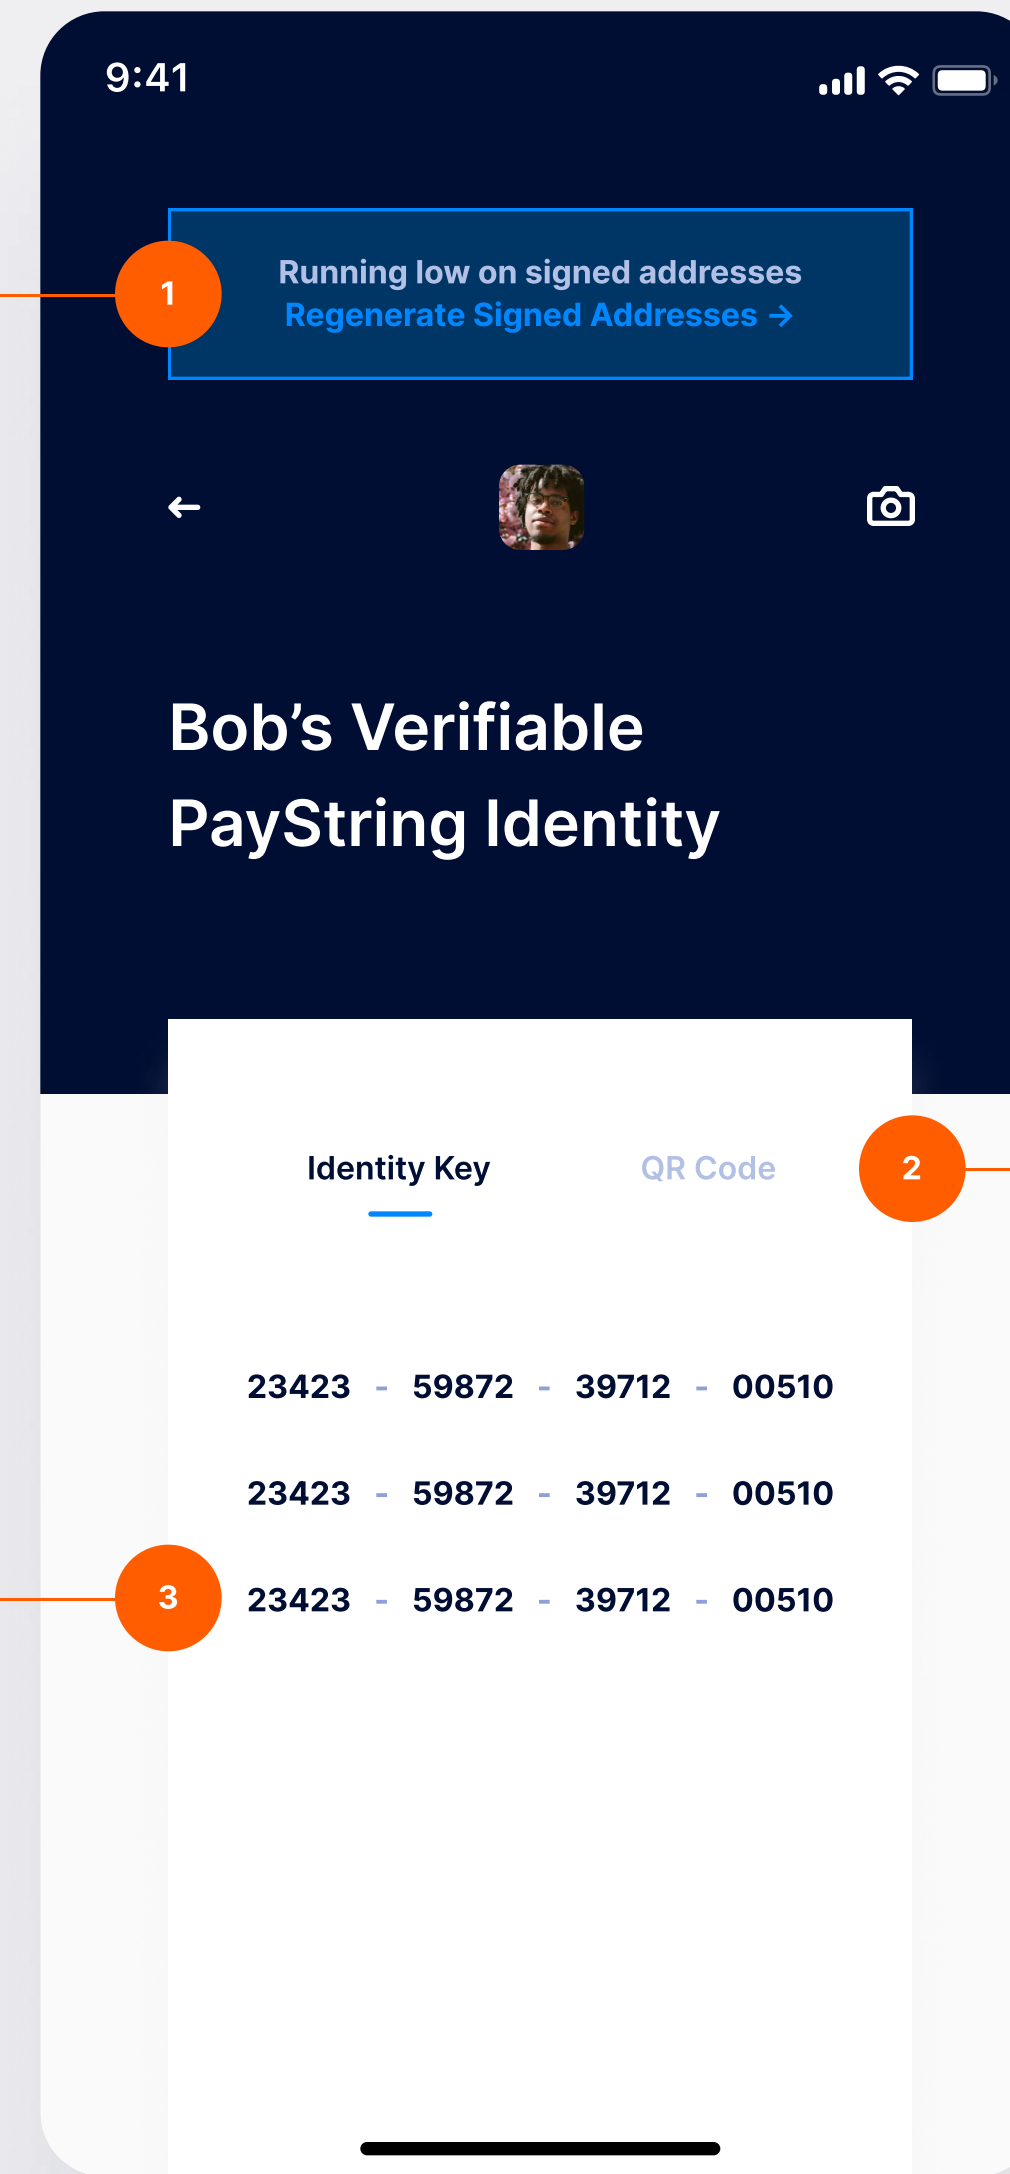 9:41
Running low on signed addresses
Regenerate Signed Addresses →
1
Bob’s Verifiable
PayString Identity
Identity Key QR Code
2
23423 - 59872 - 39712 - 00510
23423 - 59872 - 39712 - 00510
3
23423 - 59872 - 39712 - 00510